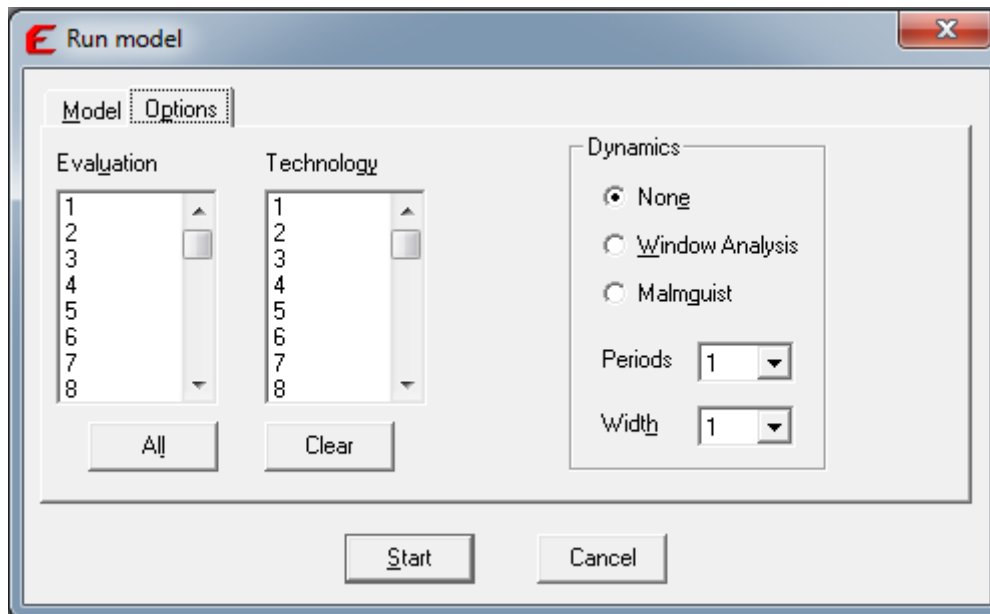 Run model
Model Options
Evaluation Technology
1 1
2 2
3 3
4 4
5 5
6 6
7 7
8 8
All Clear
Dynamics
None
Window Analysis
Malmguist
Periods 1
Width 1
Start Cancel